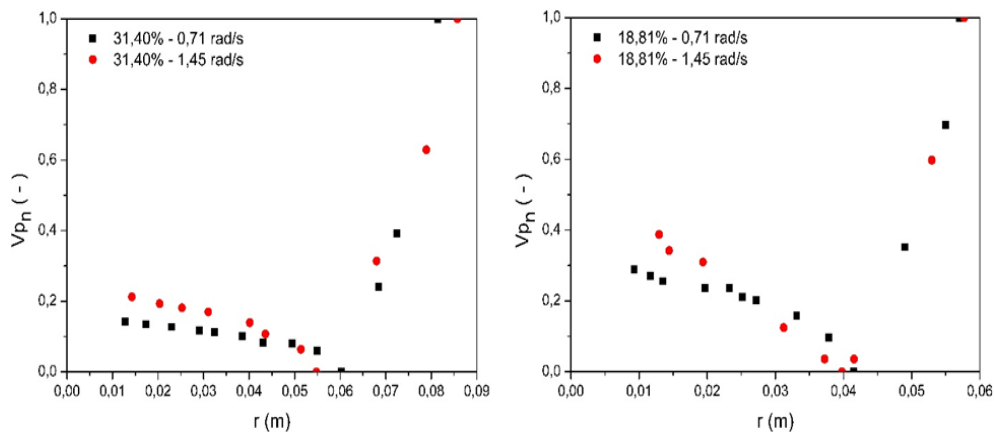 1,0
0,8
0,6
0,4
0,2
0,0
Vpn ( - )
31,40% - 0,71 rad/s
31,40% - 1,45 rad/s
0,00 0,01 0,02 0,03 0,04 0,05 0,06 0,07 0,08 0,09
r (m)
1,0
0,8
0,6
0,4
0,2
0,0
Vpn ( - )
18,81% - 0,71 rad/s
18,81% - 1,45 rad/s
0,00 0,01 0,02 0,03 0,04 0,05 0,06
r (m)